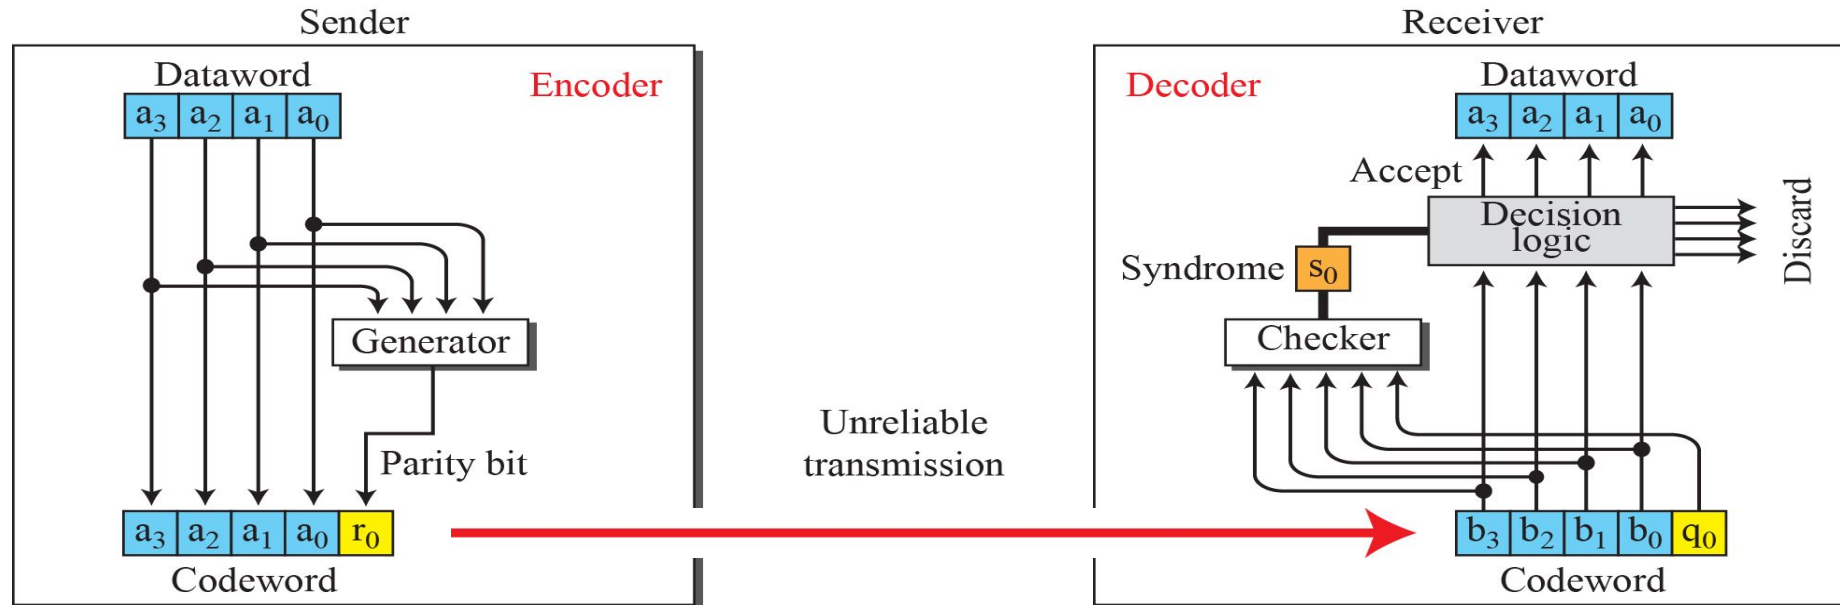 Sender
Dataword
Encoder
a₃ a₂ a₁ a₀
Generator
Parity bit
a₃ a₂ a₁ a₀ r₀
Codeword
Unreliable
transmission
Receiver
Decoder
Dataword
a₃ a₂ a₁ a₀
Accept
Decision
logic
Discard
Syndrome
s₀
Checker
b₃ b₂ b₁ b₀ q₀
Codeword